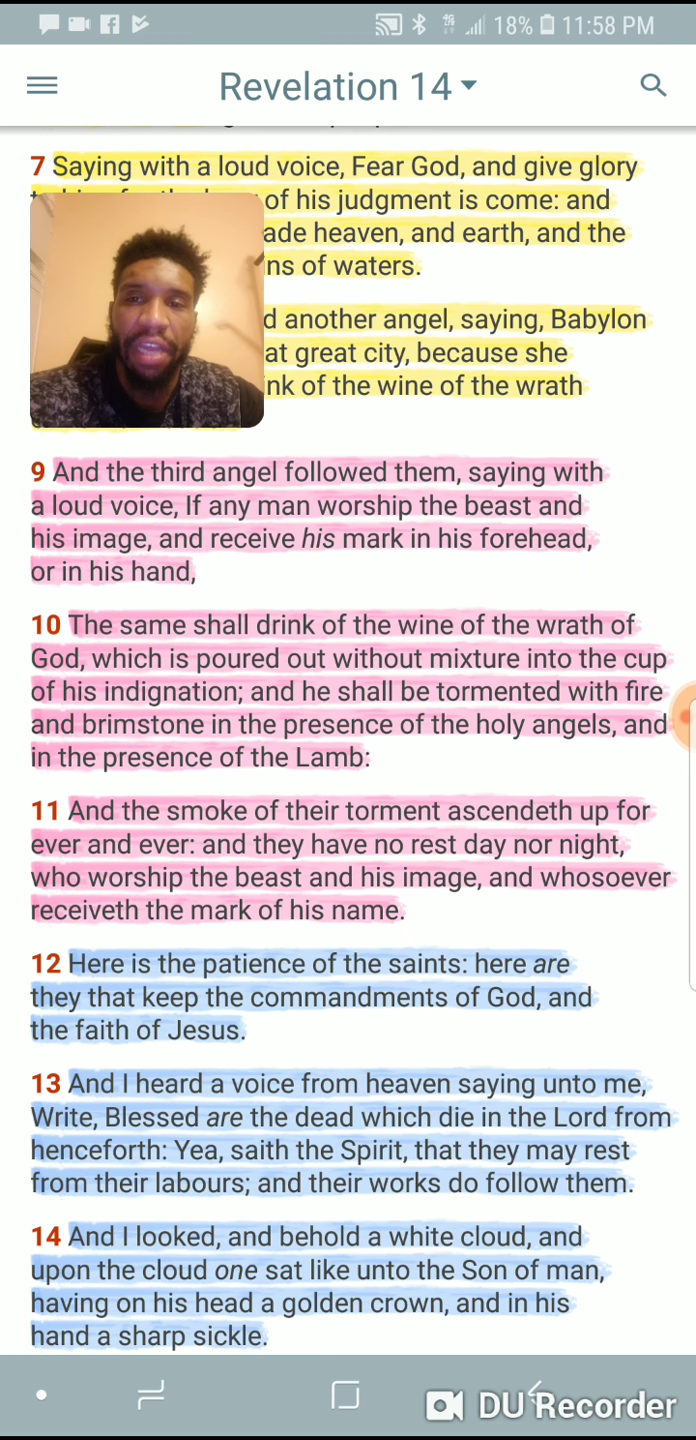 18% 11:58 PM
Revelation 14
7 Saying with a loud voice, Fear God, and give glory
of his judgment is come: and
ade heaven, and earth, and the
ns of waters.
d another angel, saying, Babylon
at great city, because she
nk of the wine of the wrath
9 And the third angel followed them, saying with
a loud voice, If any man worship the beast and
his image, and receive his mark in his forehead,
or in his hand,
10 The same shall drink of the wine of the wrath of
God, which is poured out without mixture into the cup
of his indignation; and he shall be tormented with fire
and brimstone in the presence of the holy angels, and
in the presence of the Lamb:
11 And the smoke of their torment ascendeth up for
ever and ever: and they have no rest day nor night,
who worship the beast and his image, and whosoever
receiveth the mark of his name.
12 Here is the patience of the saints: here are
they that keep the commandments of God, and
the faith of Jesus.
13 And I heard a voice from heaven saying unto me,
Write, Blessed are the dead which die in the Lord from
henceforth: Yea, saith the Spirit, that they may rest
from their labours; and their works do follow them.
14 And I looked, and behold a white cloud, and
upon the cloud one sat like unto the Son of man,
having on his head a golden crown, and in his
hand a sharp sickle.
DU Recorder